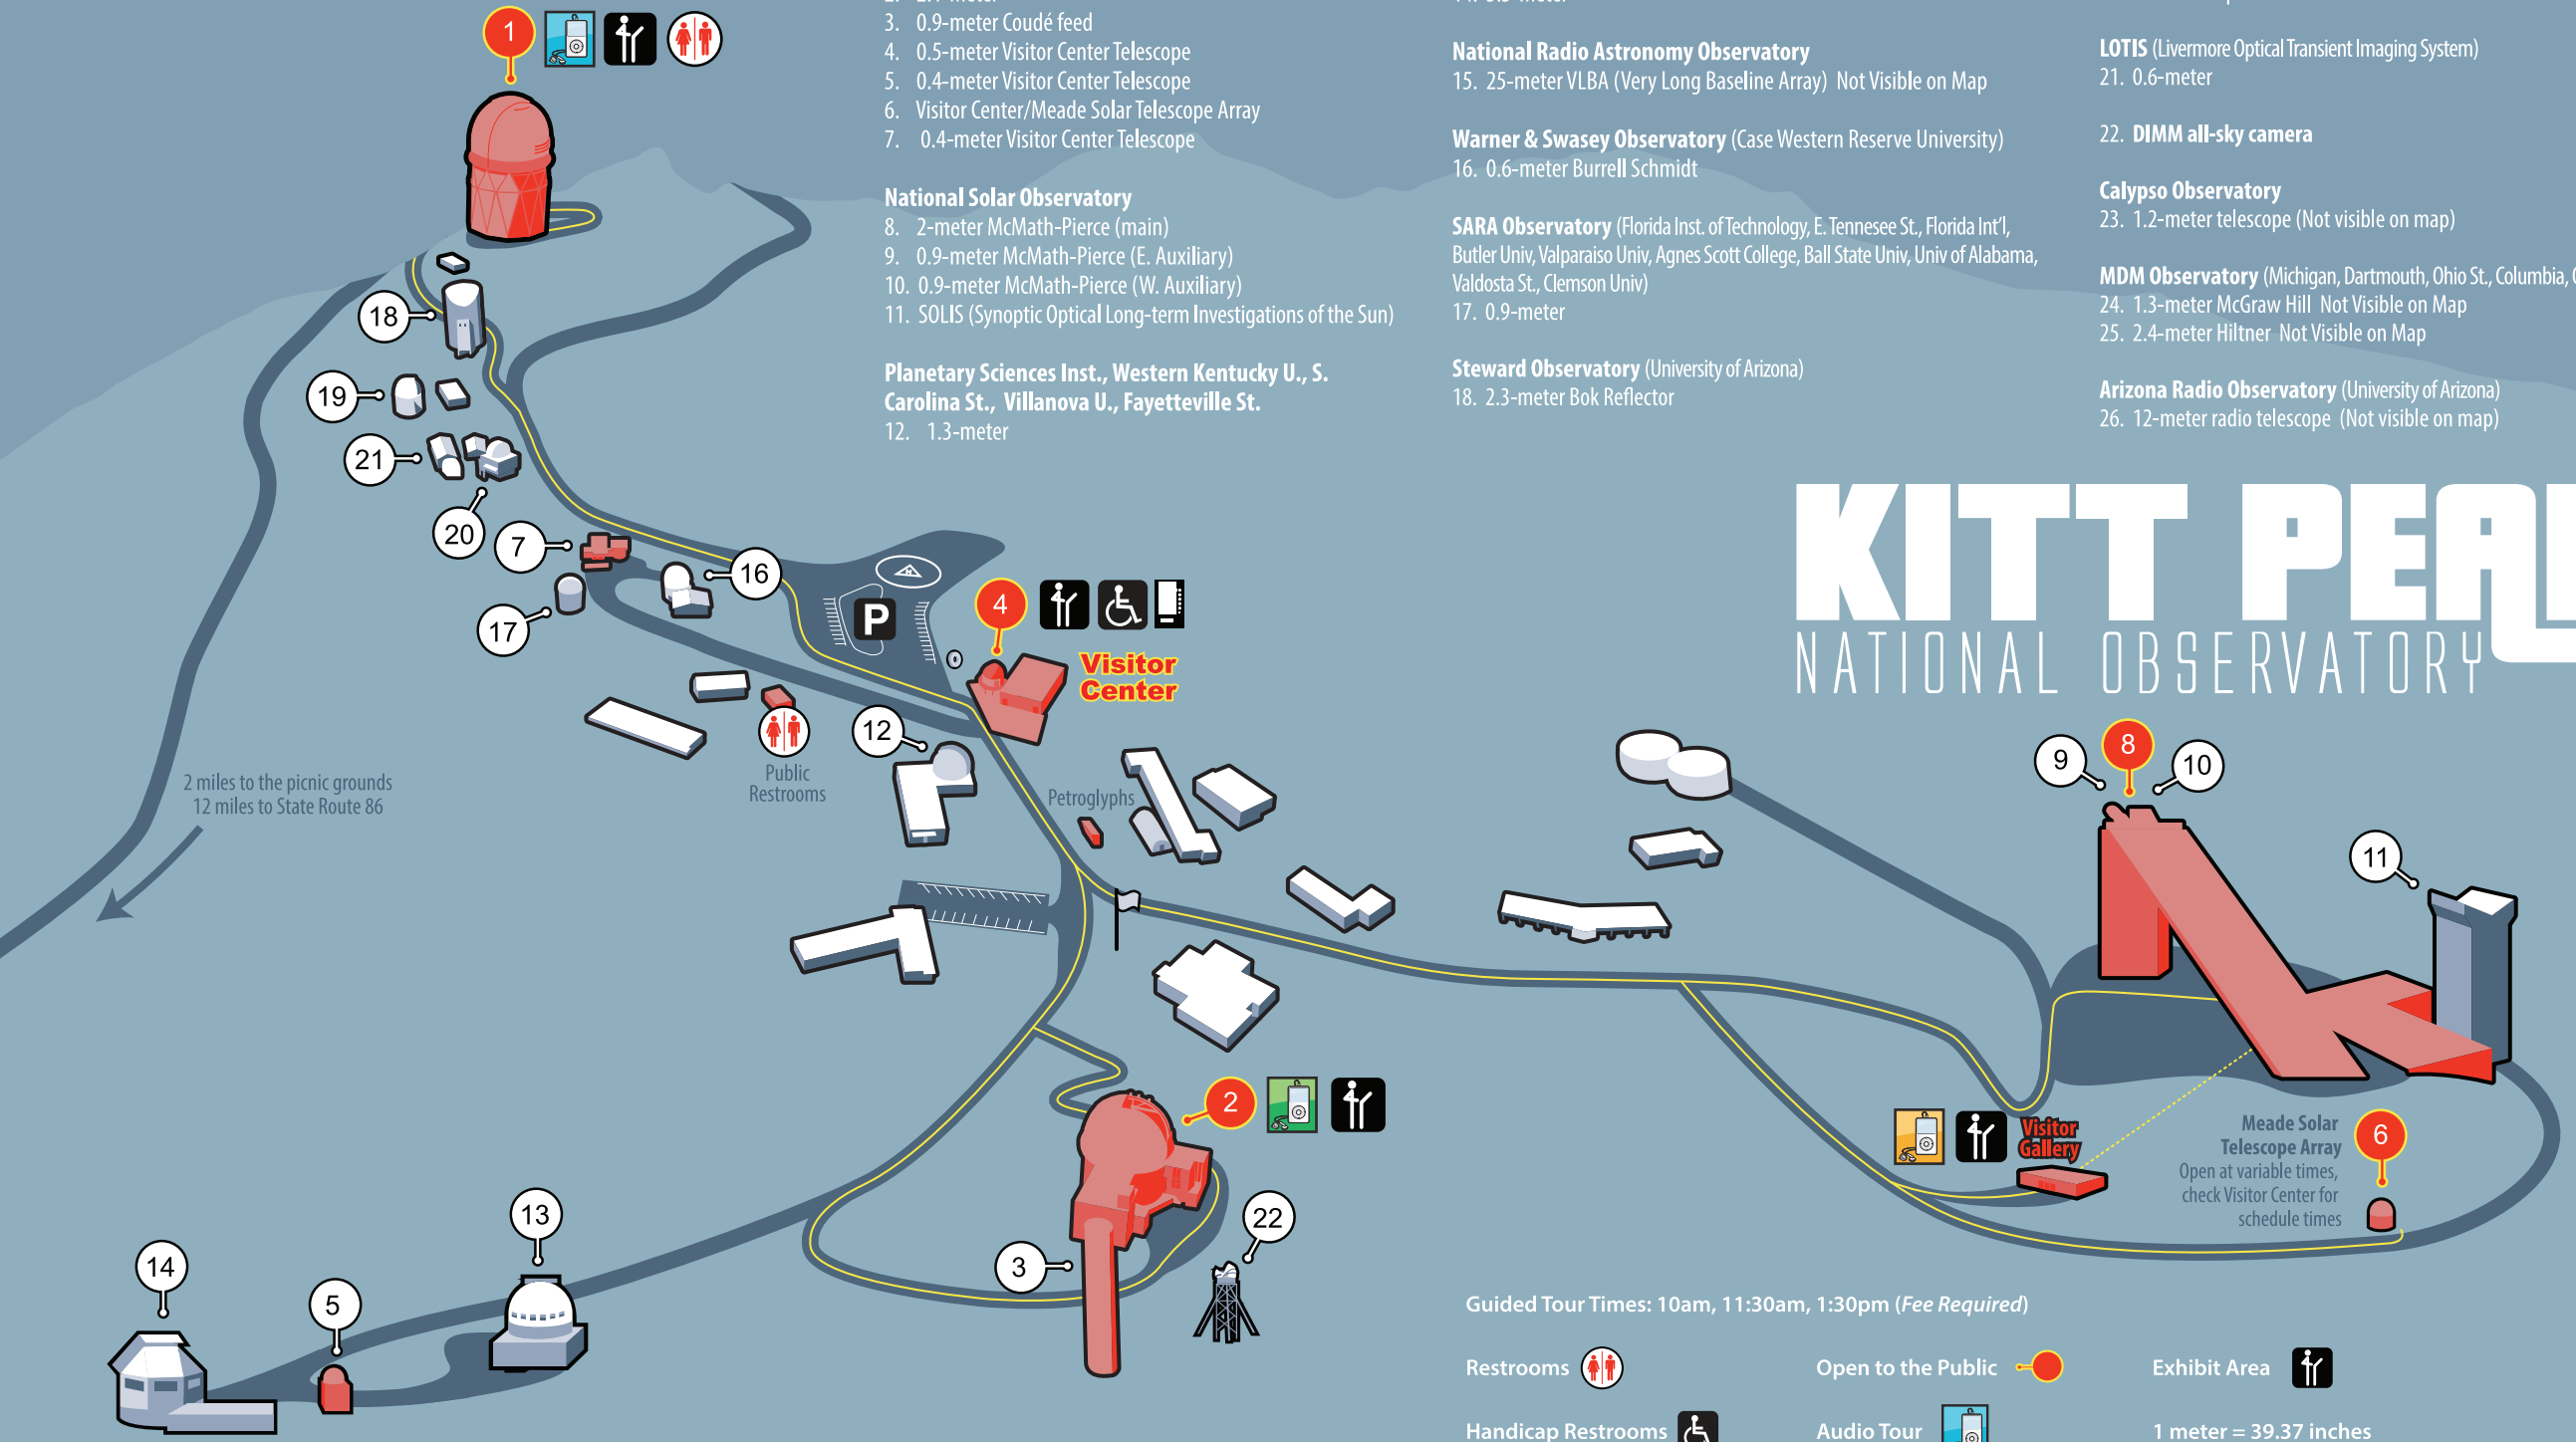 3. 0.9-meter Coudé feed
4. 0.5-meter Visitor Center Telescope
5. 0.4-meter Visitor Center Telescope
6. Visitor Center/Meade Solar Telescope Array
7. 0.4-meter Visitor Center Telescope
National Solar Observatory
8. 2-meter McMath-Pierce (main)
9. 0.9-meter McMath-Pierce (E. Auxiliary)
10. 0.9-meter McMath-Pierce (W. Auxiliary)
11. SOLIS (Synoptic Optical Long-term Investigations of the Sun)
Planetary Sciences Inst., Western Kentucky U., S.
Carolina St., Villanova U., Fayetteville St.
12. 1.3-meter
National Radio Astronomy Observatory
15. 25-meter VLBA (Very Long Baseline Array) Not Visible on Map
Warner & Swasey Observatory (Case Western Reserve University)
16. 0.6-meter Burrell Schmidt
SARA Observatory (Florida Inst. of Technology, E. Tennesee St., Florida Int'l,
Butler Univ, Valparaiso Univ, Agnes Scott College, Ball State Univ, Univ of Alabama,
Valdosta St., Clemson Univ)
17. 0.9-meter
Steward Observatory (University of Arizona)
18. 2.3-meter Bok Reflector
LOTIS (Livermore Optical Transient Imaging System)
21. 0.6-meter
22. DIMM all-sky camera
Calypso Observatory
23. 1.2-meter telescope (Not visible on map)
MDM Observatory (Michigan, Dartmouth, Ohio St., Columbia,
24. 1.3-meter McGraw Hill Not Visible on Map
25. 2.4-meter Hiltner Not Visible on Map
Arizona Radio Observatory (University of Arizona)
26. 12-meter radio telescope (Not visible on map)
KITT PEA
NATIONAL OBSERVATORY
1
18
19
21
20
7
16
17
P
4
Visitor
Center
12
Public
Restrooms
Petroglyphs
2 miles to the picnic grounds
12 miles to State Route 86
9
8
10
11
2
Visitor
Gallery
Meade Solar
Telescope Array
Open at variable times,
check Visitor Center for
schedule times
6
22
3
13
14
5
Guided Tour Times: 10am, 11:30am, 1:30pm (Fee Required)
Restrooms
Open to the Public
Exhibit Area
Handicap Restrooms
Audio Tour
1 meter = 39.37 inches